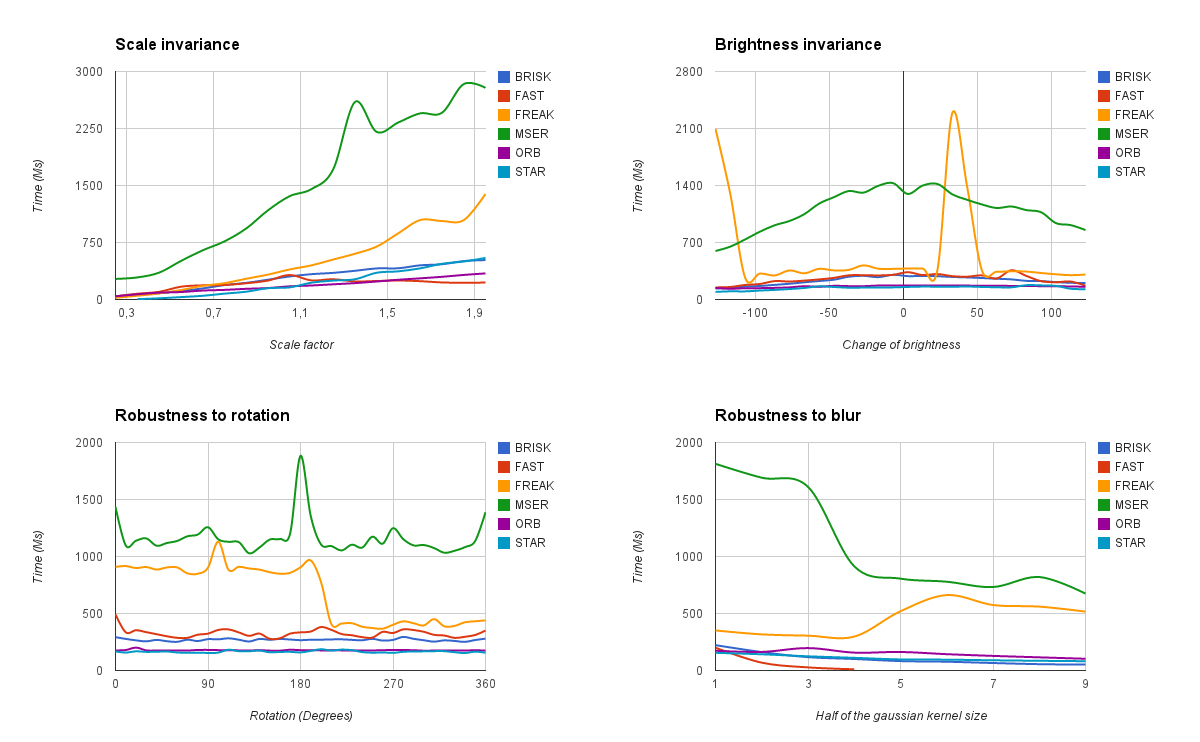 Scale invariance
3000
2250
1500
750
0
Time (Ms)
0,3 0,7 1,1 1,5 1,9
Scale factor
BRISK
FAST
FREAK
MSER
ORB
STAR
Brightness invariance
2800
2100
1400
700
0
Time (Ms)
-100 -50 0 50 100
Change of brightness
BRISK
FAST
FREAK
MSER
ORB
STAR
Robustness to rotation
2000
1500
1000
500
0
Time (Ms)
0 90 180 270 360
Rotation (Degrees)
BRISK
FAST
FREAK
MSER
ORB
STAR
Robustness to blur
2000
1500
1000
500
0
Time (Ms)
1 3 5 7 9
Half of the gaussian kernel size
BRISK
FAST
FREAK
MSER
ORB
STAR